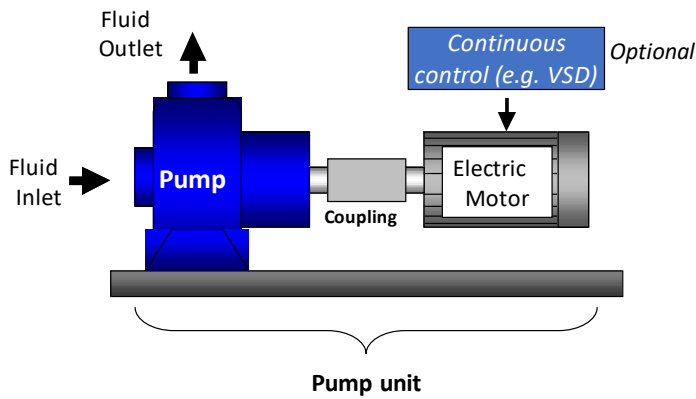 Fluid
Outlet
Continuous
control (e.g. VSD)
Optional
Fluid
Inlet
Pump
Electric
Motor
Coupling
Pump unit